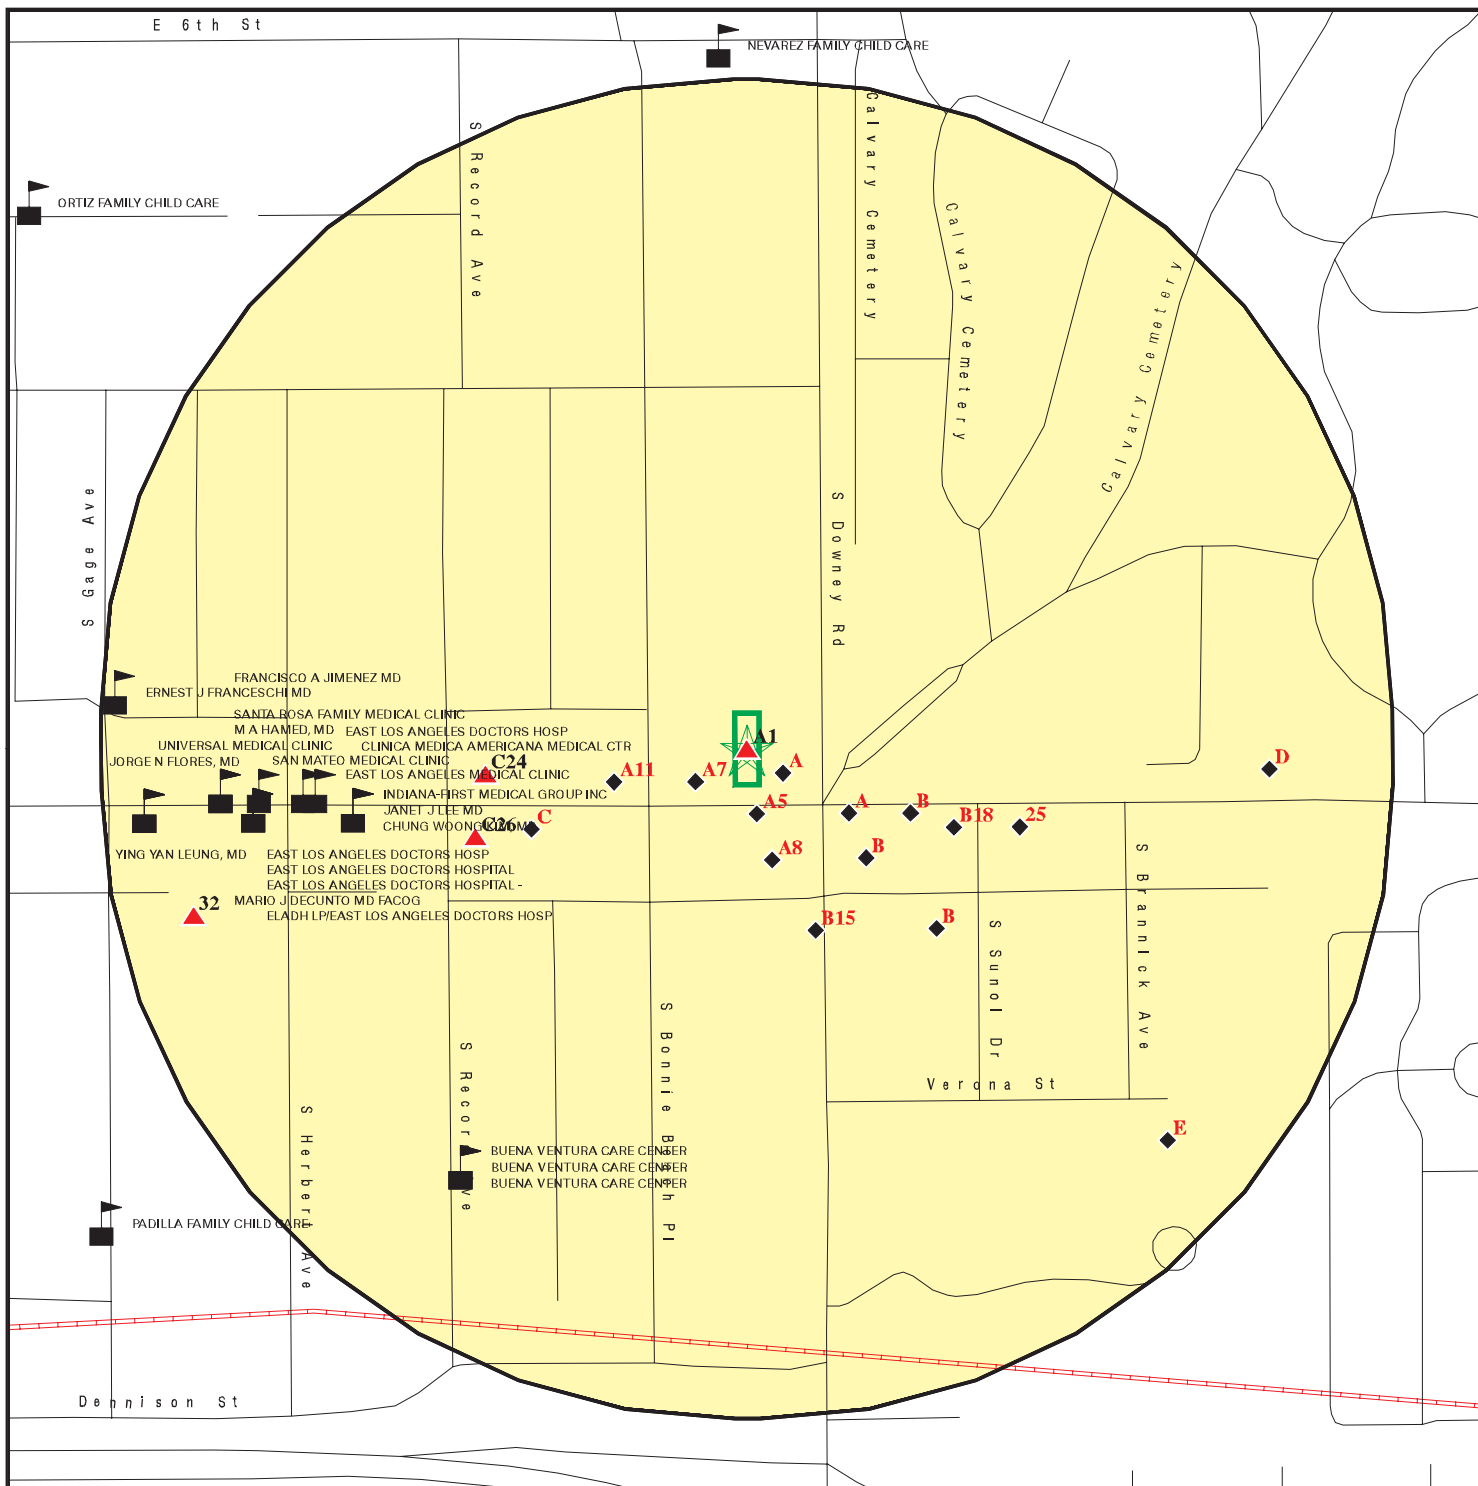 E 6th St
NEVAREZ FAMILY CHILD CARE
ORTIZ FAMILY CHILD CARE
S Record Ave
Calvary Cemetery
Calvary Cemetery
Calvary Cemetery
S Gage Ave
S Downey Rd
FRANCISCO A JIMENEZ MD
ERNEST J FRANCESCHI MD
SANTA ROSA FAMILY MEDICAL CLINIC
M A HAMED, MD
EAST LOS ANGELES DOCTORS HOSP
UNIVERSAL MEDICAL CLINIC
CLINICA MEDICA AMERICANA MEDICAL CTR
JORGE N FLORES, MD
SAN MATEO MEDICAL CLINIC
EAST LOS ANGELES MEDICAL CLINIC
INDIANA-FIRST MEDICAL GROUP INC
JANET J LEE MD
CHUNG WOONG KIM M
A1
C24
A11
A7
A
D
A5
A
B
B18
25
C26
C
A8
B
YING YAN LEUNG, MD
EAST LOS ANGELES DOCTORS HOSP
EAST LOS ANGELES DOCTORS HOSPITAL
EAST LOS ANGELES DOCTORS HOSPITAL -
MARIO J DECUNTO MD FACOG
ELADH LP/EAST LOS ANGELES DOCTORS HOSP
32
B15
B
S Sunol Dr
S Brannick Ave
S Bonnie Beach Pl
S Record Ave
S Herbert Ave
Verona St
E
BUENA VENTURA CARE CENTER
BUENA VENTURA CARE CENTER
BUENA VENTURA CARE CENTER
PADILLA FAMILY CHILD CARE
Dennison St